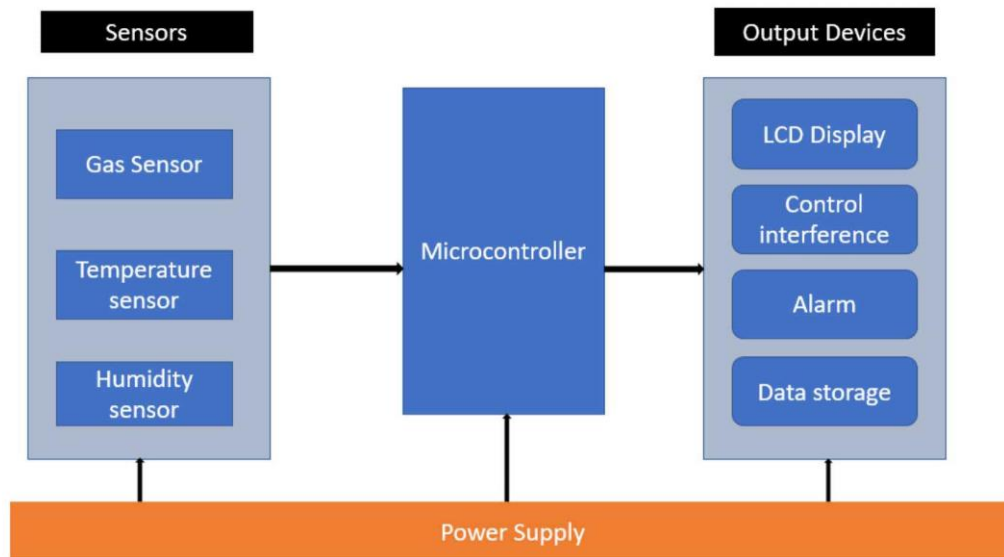 Sensors
Gas Sensor
Temperature
sensor
Humidity
sensor
Microcontroller
Output Devices
LCD Display
Control
interference
Alarm
Data storage
Power Supply